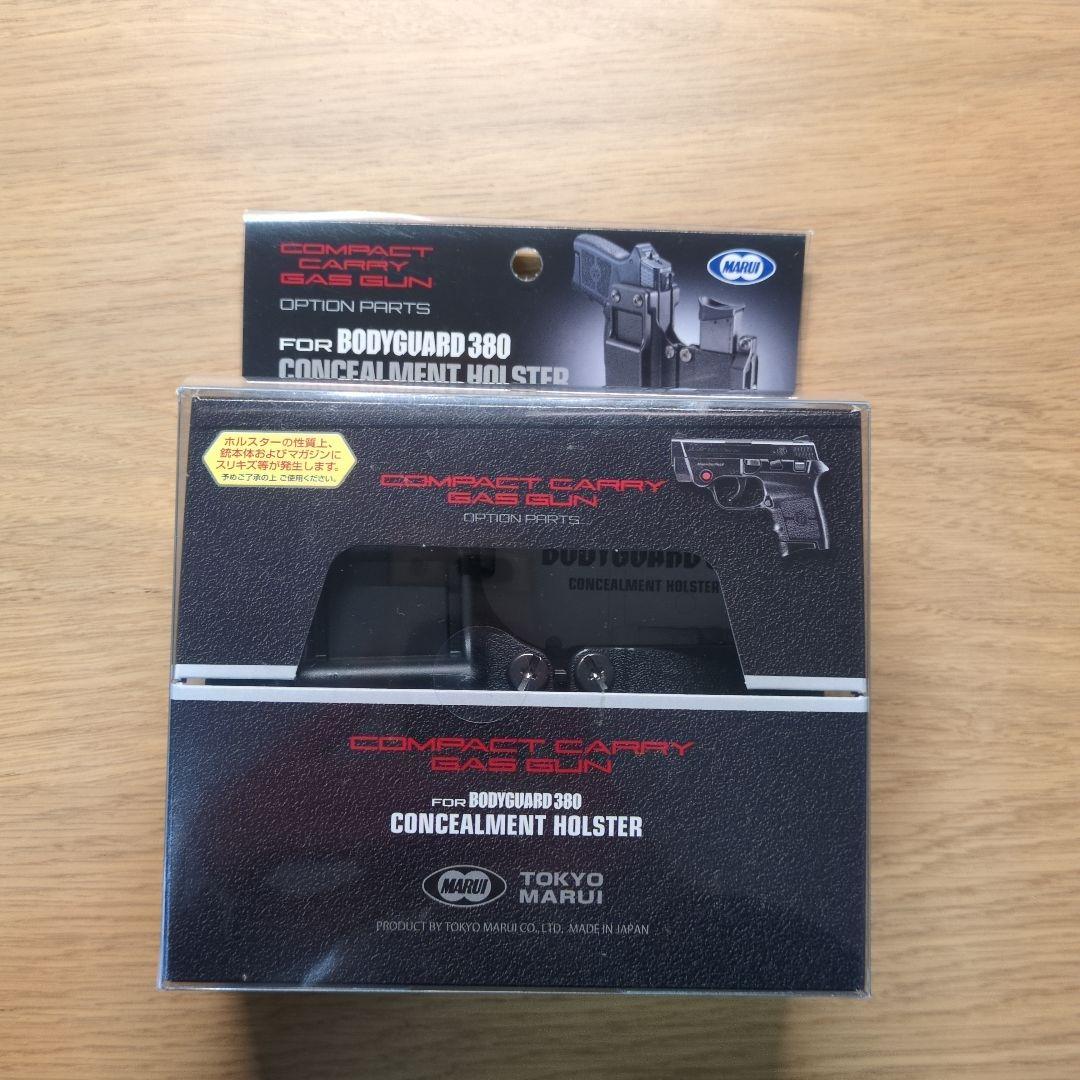 COMPACT
CARRY
GAS GUN
OPTION PARTS
FOR BODYGUARD 380
CONCEALMENT HOLSTER
MARUI
ホルスターの性質上、
銃本体およびマガジンに
スリキズ等が発生します。
予めご了承の上 ご使用ください。
COMPACT CARRY
GAS GUN
OPTION PARTS
BODYGUARD
CONCEALMENT HOLSTER
COMPACT CARRY
GAS GUN
FOR BODYGUARD 380
CONCEALMENT HOLSTER
MARUI
TOKYO
MARUI
PRODUCT BY TOKYO MARUI CO., LTD. MADE IN JAPAN